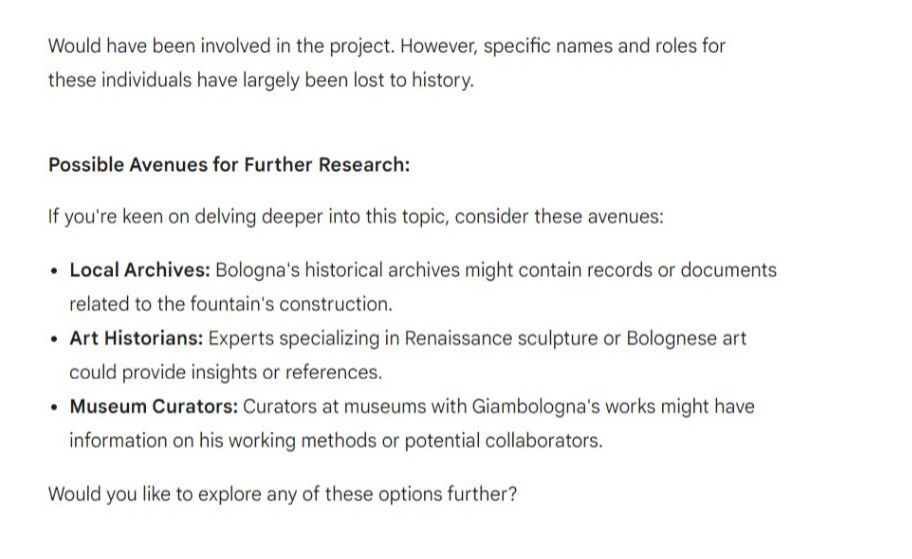 Would have been involved in the project. However, specific names and roles for
these individuals have largely been lost to history.
Possible Avenues for Further Research:
If you're keen on delving deeper into this topic, consider these avenues:
• Local Archives: Bologna's historical archives might contain records or documents
related to the fountain's construction.
• Art Historians: Experts specializing in Renaissance sculpture or Bolognese art
could provide insights or references.
• Museum Curators: Curators at museums with Giambologna's works might have
information on his working methods or potential collaborators.
Would you like to explore any of these options further?